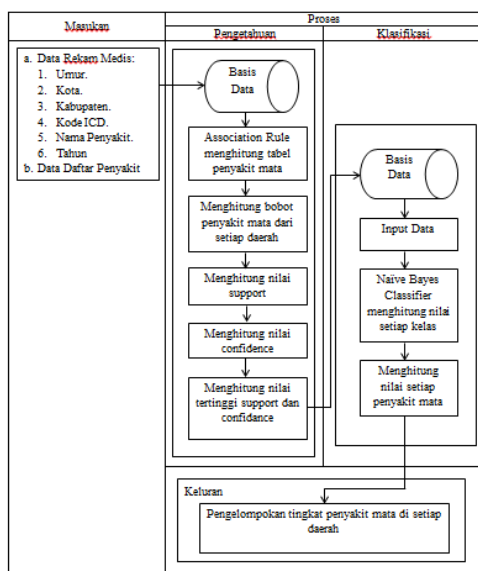 Masukan
Proses
Pengetahuan
Klasifikasi
a. Data Rekam Medis:
1. Umur.
2. Kota.
3. Kabupaten.
4. Kode ICD.
5. Nama Penyakit.
6. Tahun
b. Data Daftar Penyakit
Basis
Data
Association Rule
menghitung tabel
penyakit mata
Menghitung bobot
penyakit mata dari
setiap daerah
Menghitung nilai
support
Menghitung nilai
confidence
Menghitung nilai
tertinggi support dan
confidance
Basis
Data
Input Data
Naïve Bayes
Classifier
menghitung nilai
setiap kelas
Menghitung
nilai setiap
penyakit mata
Keluran
Pengelompokan tingkat penyakit mata di setiap
daerah